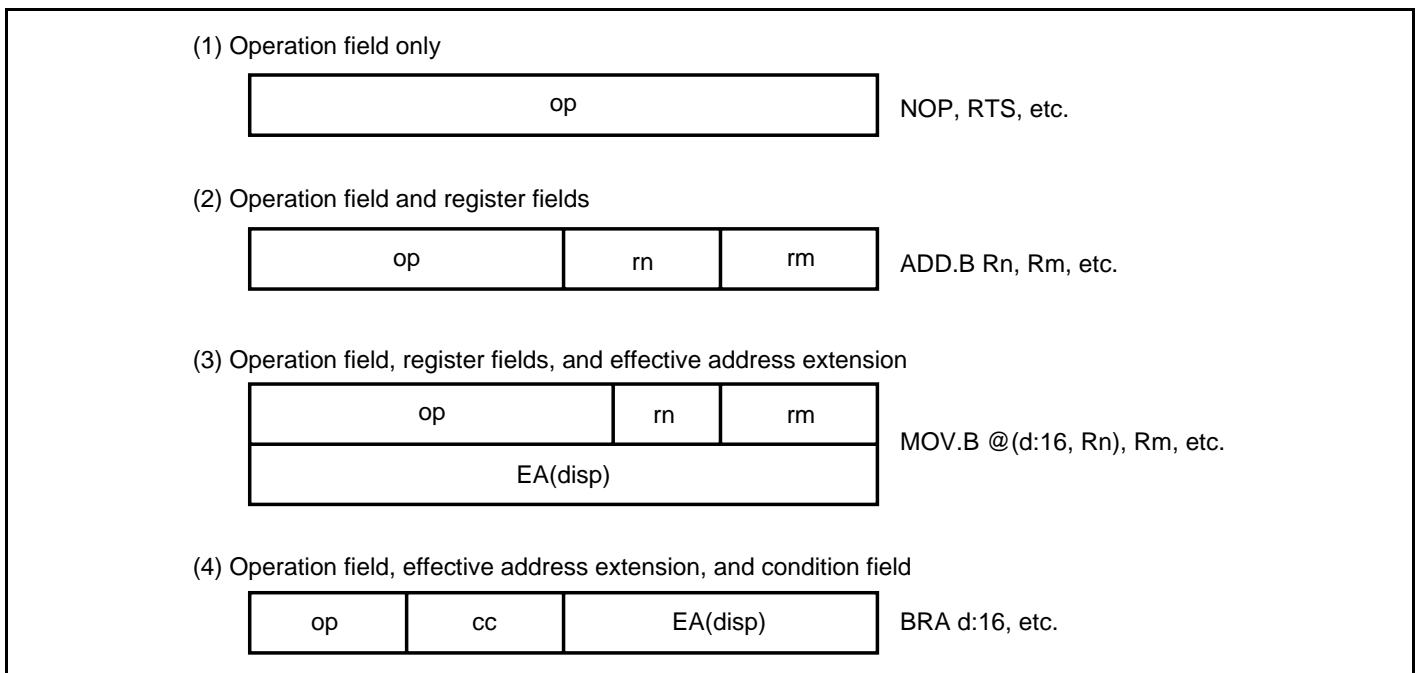 (1) Operation field only
op
NOP, RTS, etc.
(2) Operation field and register fields
op rn rm
ADD.B Rn, Rm, etc.
(3) Operation field, register fields, and effective address extension
op rn rm
EA(disp)
MOV.B @(d:16, Rn), Rm, etc.
(4) Operation field, effective address extension, and condition field
op cc EA(disp)
BRA d:16, etc.